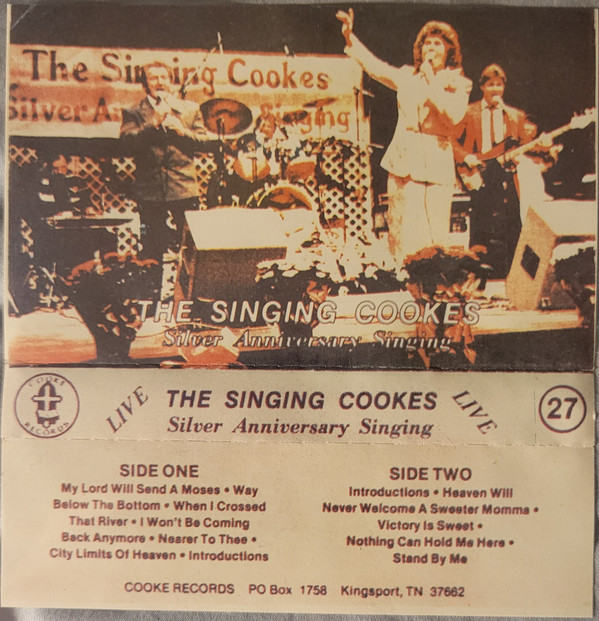 The Singing Cookes
Silver An Singing
THE SINGING COOKES
Silver Anniversary Singing
COOKE
RECORDS
LIVE
THE SINGING COOKES
Silver Anniversary Singing
LIVE
27
SIDE ONE
My Lord Will Send A Moses • Way
Below The Bottom • When I Crossed
That River • I Won't Be Coming
Back Anymore • Nearer To Thee •
City Limits Of Heaven • Introductions
SIDE TWO
Introductions • Heaven Will
Never Welcome A Sweeter Momma •
Victory Is Sweet •
Nothing Can Hold Me Here •
Stand By Me
COOKE RECORDS PO Box 1758 Kingsport, TN 37662